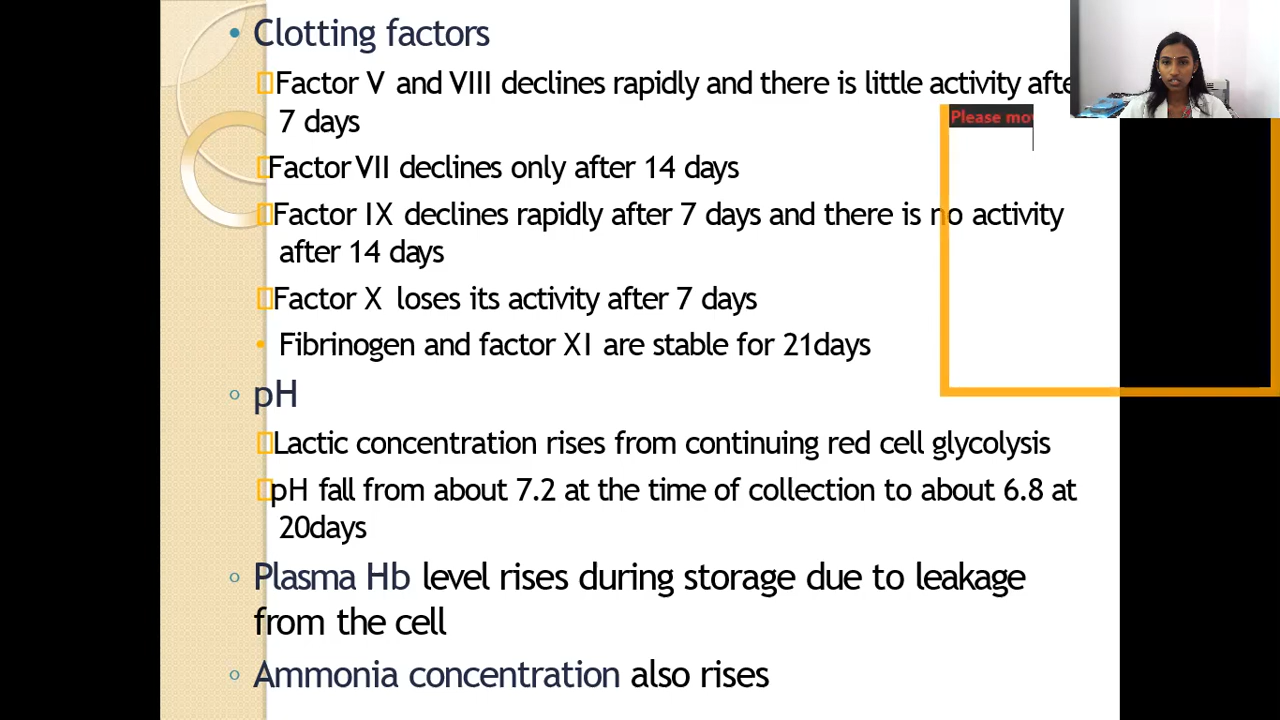 Clotting factors
Factor V and VIII declines rapidly and there is little activity after
7 days
Please mo
Factor VII declines only after 14 days
Factor IX declines rapidly after 7 days and there is no activity
after 14 days
Factor X loses its activity after 7 days
Fibrinogen and factor XI are stable for 21days
pH
Lactic concentration rises from continuing red cell glycolysis
pH fall from about 7.2 at the time of collection to about 6.8 at
20days
Plasma Hb level rises during storage due to leakage
from the cell
Ammonia concentration also rises